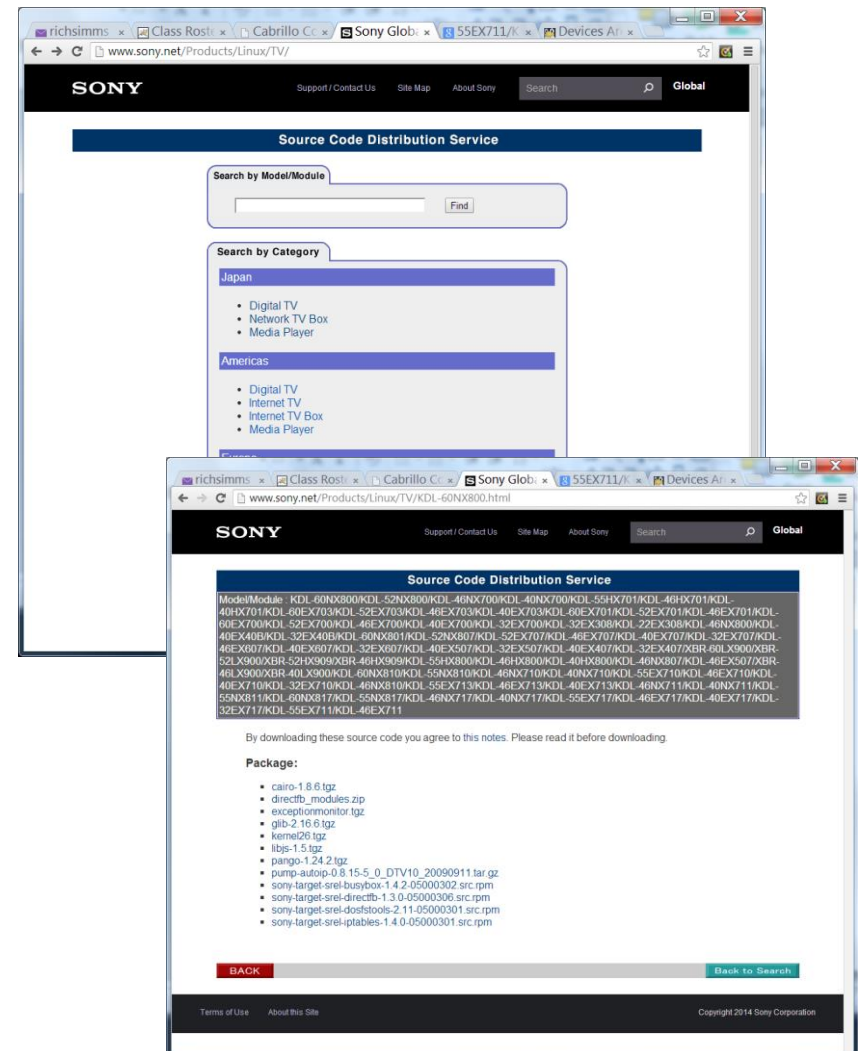 richsimms
Class Roste
Cabrillo Co
Sony Globa
55EX711/K
Devices An
www.sony.net/Products/Linux/TV/
SONY
Support / Contact Us
Site Map
About Sony
Search
Global
Source Code Distribution Service
Search by Model/Module
Find
Search by Category
Japan
• Digital TV
• Network TV Box
• Media Player
Americas
• Digital TV
• Internet TV
• Internet TV Box
• Media Player
Europe
richsimms
Class Roste
Cabrillo Co
Sony Globa
55EX711/K
Devices An
www.sony.net/Products/Linux/TV/KDL-60NX800.html
SONY
Support / Contact Us
Site Map
About Sony
Search
Global
Source Code Distribution Service
Model/Module : KDL-60NX800/KDL-52NX800/KDL-46NX700/KDL-40NX700/KDL-55HX701/KDL-46HX701/KDL-
40HX701/KDL-60EX703/KDL-52EX703/KDL-46EX703/KDL-40EX703/KDL-60EX701/KDL-52EX701/KDL-46EX701/KDL-
60EX700/KDL-52EX700/KDL-46EX700/KDL-40EX700/KDL-32EX700/KDL-32EX308/KDL-22EX308/KDL-46NX800/KDL-
40EX40B/KDL-32EX40B/KDL-60NX801/KDL-52NX807/KDL-52EX707/KDL-46EX707/KDL-40EX707/KDL-32EX707/KDL-
46EX607/KDL-40EX607/KDL-32EX607/KDL-40EX507/KDL-32EX507/KDL-40EX407/KDL-32EX407/XBR-60LX900/XBR-
52LX900/XBR-52HX909/XBR-46HX909/KDL-55HX800/KDL-46HX800/KDL-40HX800/KDL-46NX807/KDL-46EX507/XBR-
46LX900/XBR-40LX900/KDL-60NX810/KDL-55NX810/KDL-46NX710/KDL-40NX710/KDL-55EX710/KDL-46EX710/KDL-
40EX710/KDL-32EX710/KDL-46NX810/KDL-55EX713/KDL-46EX713/KDL-40EX713/KDL-46NX711/KDL-40NX711/KDL-
55NX811/KDL-60NX817/KDL-55NX817/KDL-46NX717/KDL-40NX717/KDL-55EX717/KDL-46EX717/KDL-40EX717/KDL-
32EX717/KDL-55EX711/KDL-46EX711
By downloading these source code you agree to this notes. Please read it before downloading.
Package:
cairo-1.8.6.tgz
directfb_modules.zip
exceptionmonitor.tgz
glib-2.16.6.tgz
kernel26.tgz
libjs-1.5.tgz
pango-1.24.2.tgz
pump-autoip-0.8.15-5_0_DTV10_20090911.tar.gz
sony-target-srel-busybox-1.4.2-05000302.src.rpm
sony-target-srel-directfb-1.3.0-05000306.src.rpm
sony-target-srel-dosfstools-2.11-05000301.src.rpm
sony-target-srel-iptables-1.4.0-05000301.src.rpm
BACK
Back to Search
Terms of Use
About this Site
Copyright 2014 Sony Corporation